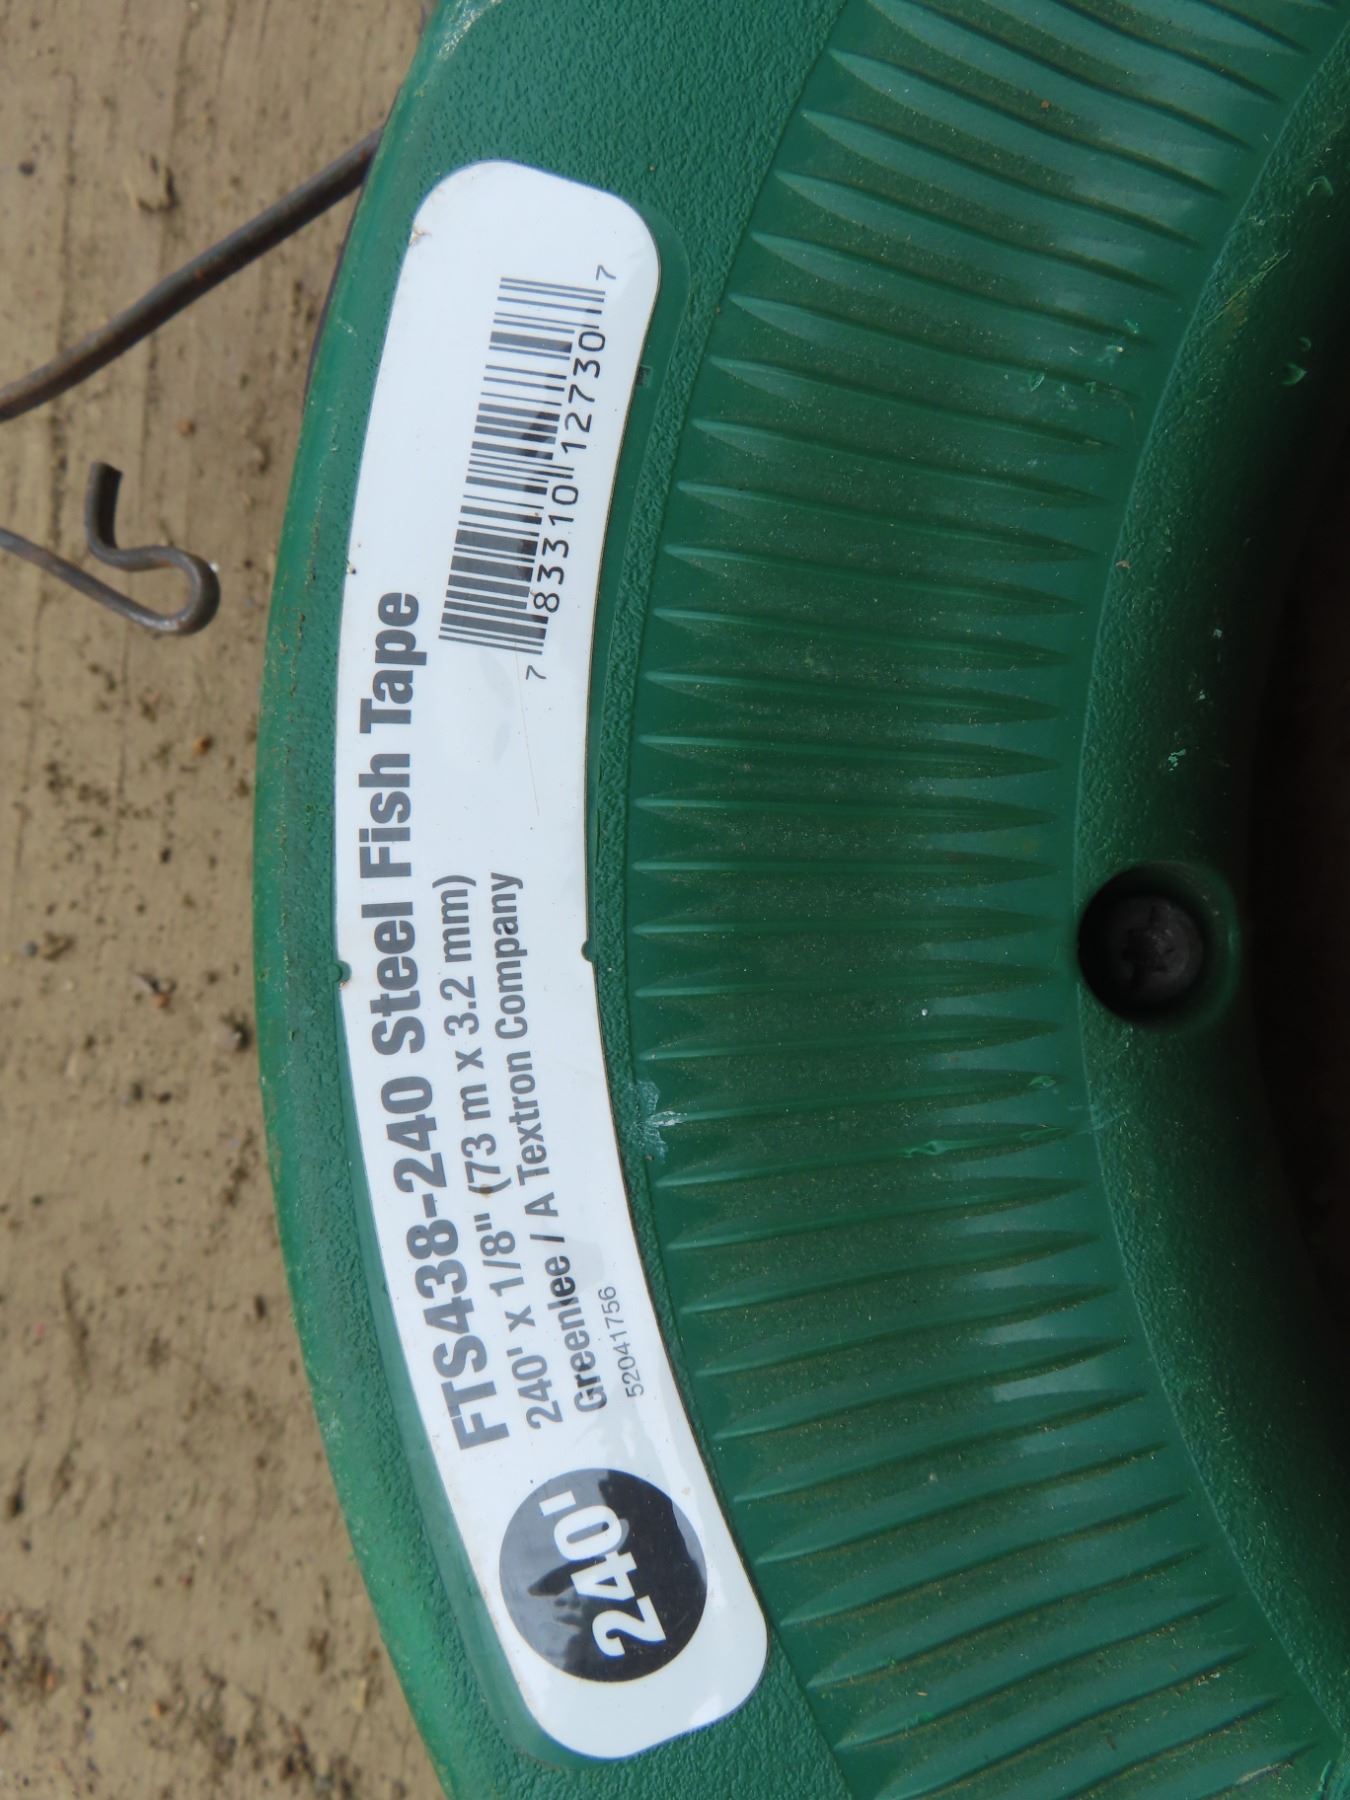 FTS438-240 Steel Fish Tape
240' x 1/8" (73 m x 3.2 mm)
Greenlee / A Textron Company
52041756
240'
7 83310 12730 7